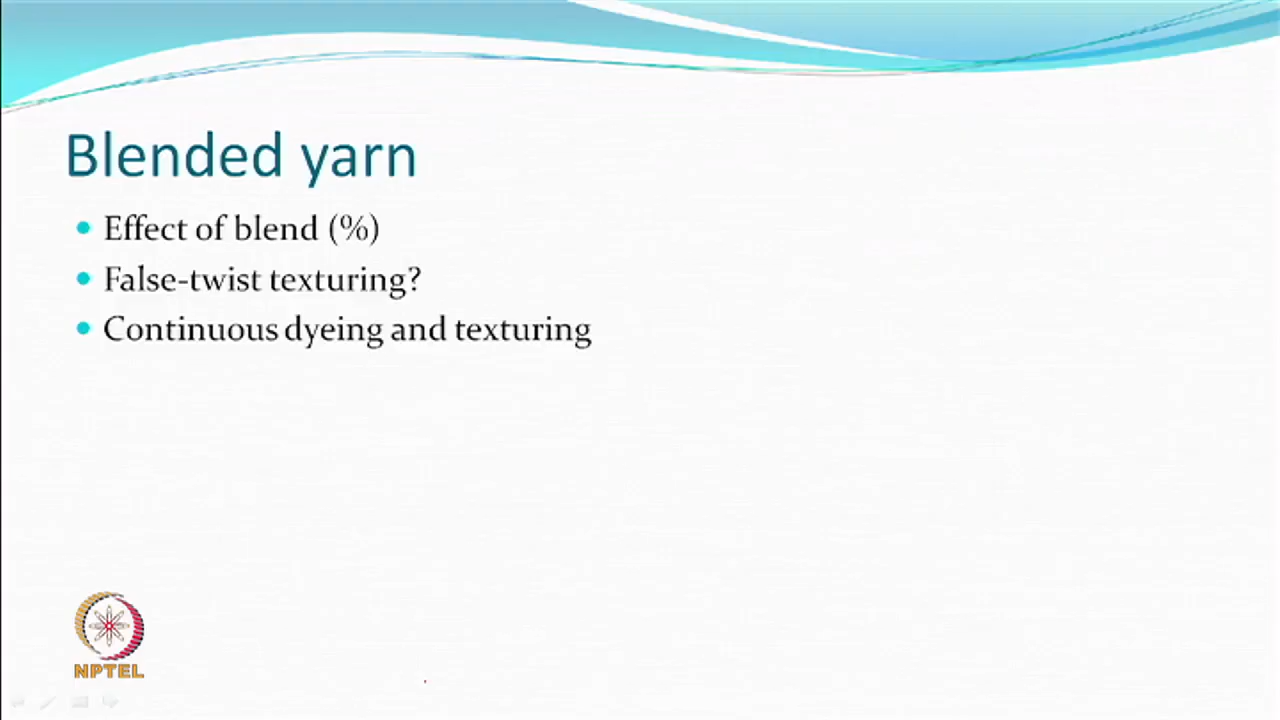 Blended yarn
Effect of blend (%)
False-twist texturing?
Continuous dyeing and texturing
NPTEL